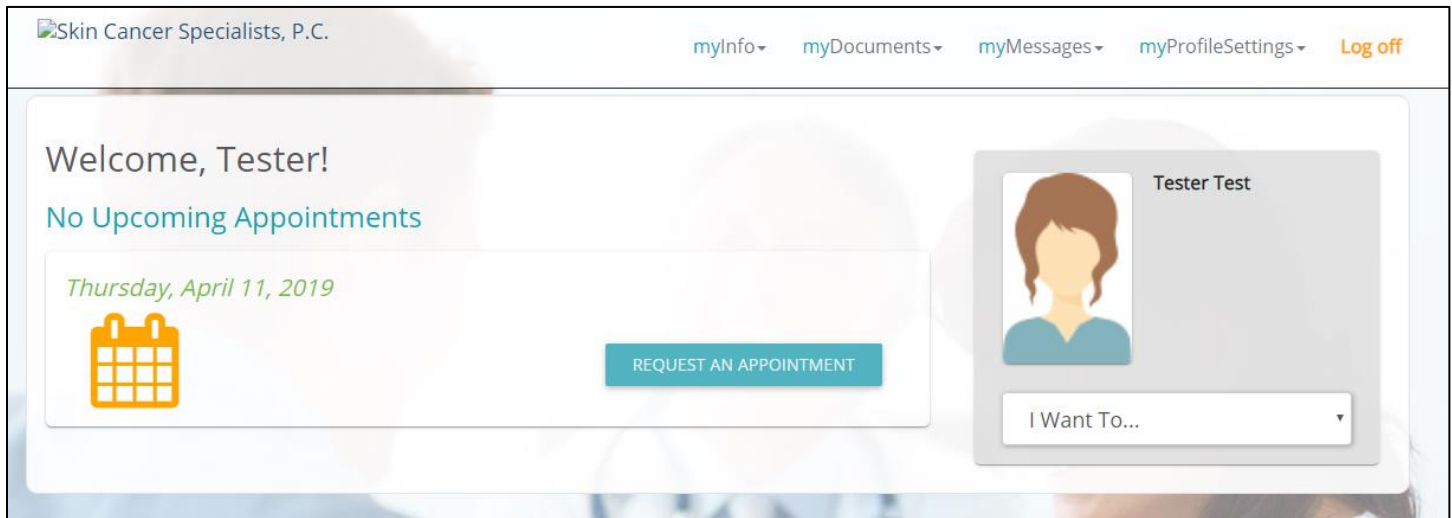 Skin Cancer Specialists, P.C.
myInfo myDocuments myMessages myProfileSettings Log off
Welcome, Tester!
No Upcoming Appointments
Thursday, April 11, 2019
REQUEST AN APPOINTMENT
Tester Test
I Want To...